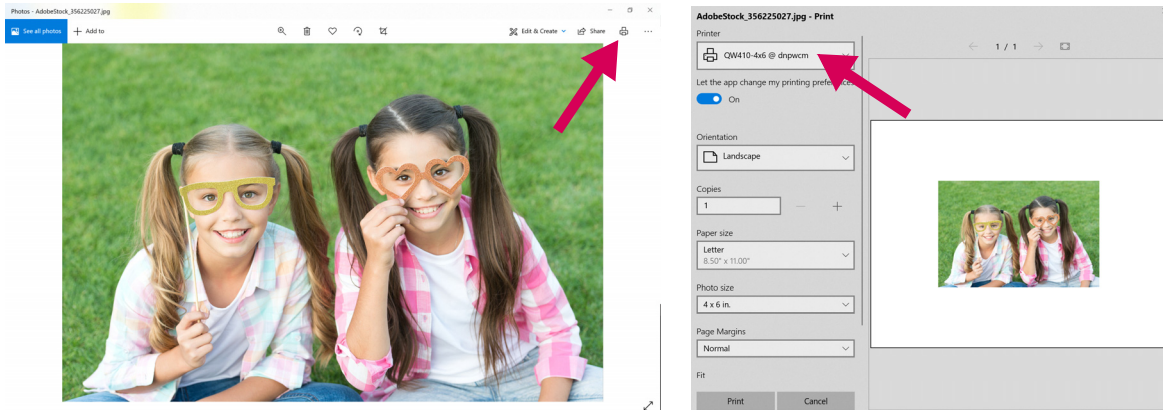 Photos - AdobeStock_356225027.jpg
See all photos
Add to
Edit & Create
Share
AdobeStock_356225027.jpg - Print
Printer
QW410-4x6 @ dnpwcm
Let the app change my printing
On
Orientation
Landscape
Copies
1
Paper size
Letter
8.50" x 11.00"
Photo size
4 x 6 in.
Page Margins
Normal
Fit
Print
Cancel
1 / 1